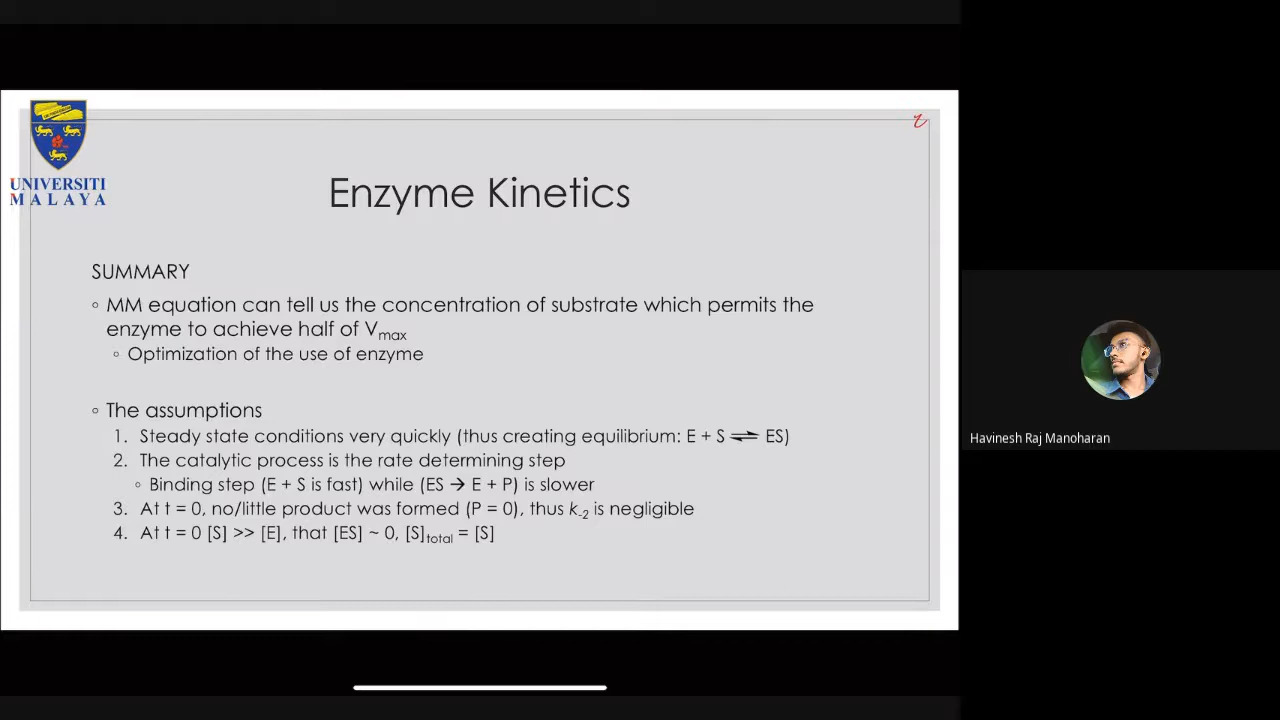 UNIVERSITI
MALAYA
Enzyme Kinetics
SUMMARY
◦ MM equation can tell us the concentration of substrate which permits the
enzyme to achieve half of Vmax
◦ Optimization of the use of enzyme
◦ The assumptions
1. Steady state conditions very quickly (thus creating equilibrium: E + S ⇌ ES)
2. The catalytic process is the rate determining step
◦ Binding step (E + S is fast) while (ES → E + P) is slower
3. At t = 0, no/little product was formed (P = 0), thus k-2 is negligible
4. At t = 0 [S] >> [E], that [ES] ~ 0, [S]total = [S]
Havinesh Raj Manoharan